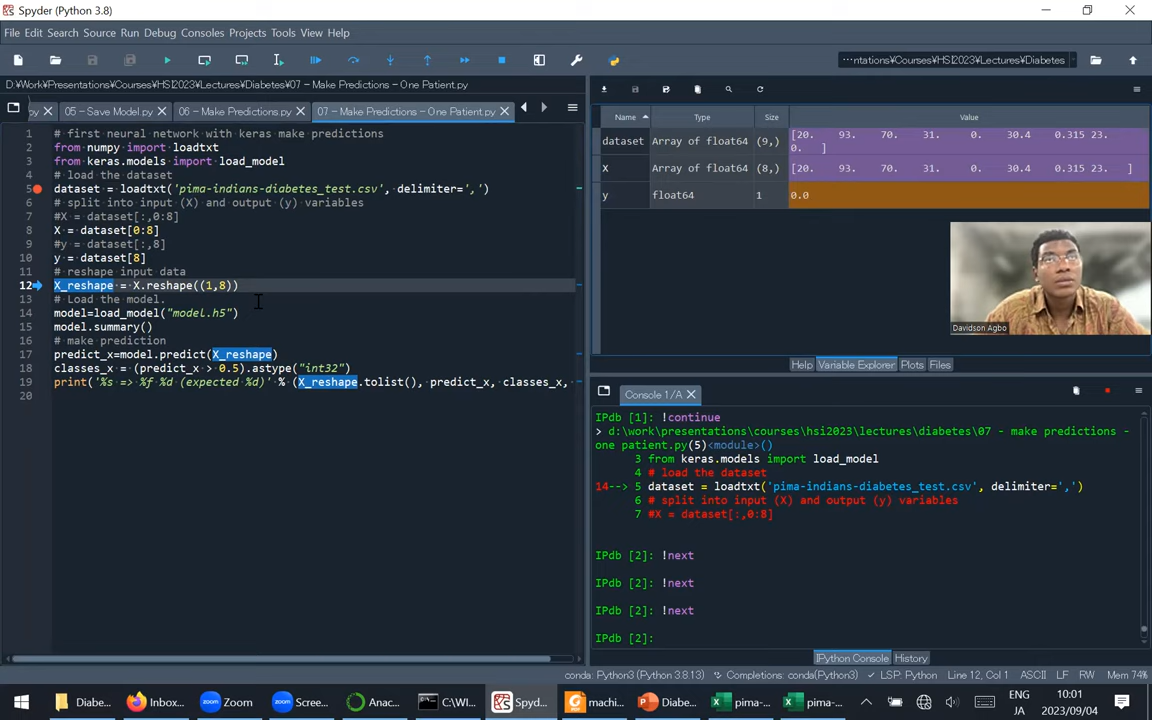 Spyder (Python 3.8)
File Edit Search Source Run Debug Consoles Projects Tools View Help
···ntations¥Courses¥HSI2023¥Lectures¥Diabetes
D:¥Work¥Presentations¥Courses¥HSI2023¥Lectures¥Diabetes¥07 – Make Predictions – One Patient.py
.py 05 – Save Model.py 06 – Make Predictions.py 07 – Make Predictions – One Patient.py
1 # first neural network with keras make predictions
2 from numpy import loadtxt
3 from keras.models import load_model
4 # load the dataset
5 dataset = loadtxt('pima-indians-diabetes_test.csv', delimiter=',')
6 # split into input (X) and output (y) variables
7 #X = dataset[:,0:8]
8 X = dataset[0:8]
9 #y = dataset[:,8]
10 y = dataset[8]
11 # reshape input data
12 X_reshape = X.reshape((1,8))
13 # Load the model.
14 model=load_model("model.h5")
15 model.summary()
16 # make prediction
17 predict_x=model.predict(X_reshape)
18 classes_x = (predict_x > 0.5).astype("int32")
19 print('%s => %f %d (expected %d)' % (X_reshape.tolist(), predict_x, classes_x,
20
Name Type Size Value
dataset Array of float64 (9,) [20. 93. 70. 31. 0. 30.4 0.315 23.
0. ]
X Array of float64 (8,) [20. 93. 70. 31. 0. 30.4 0.315 23. ]
y float64 1 0.0
Davidson Agbo
Help Variable Explorer Plots Files
Console 1/A
IPdb [1]: !continue
> d:\work\presentations\courses\hsi2023\lectures\diabetes\07 - make predictions -
one patient.py(5)<module>()
3 from keras.models import load_model
4 # load the dataset
14--> 5 dataset = loadtxt('pima-indians-diabetes_test.csv', delimiter=',')
6 # split into input (X) and output (y) variables
7 #X = dataset[:,0:8]
IPdb [2]: !next
IPdb [2]: !next
IPdb [2]: !next
IPdb [2]:
IPython Console History
conda: Python3 (Python 3.8.13) Completions: conda(Python3) LSP: Python Line 12, Col 1 ASCII LF RW Mem 74%
Diabe... Inbox... Zoom Scree... Anac... C:¥WI... Spyd... machi... Diabe... pima-... pima-... ENG 10:01
JA 2023/09/04